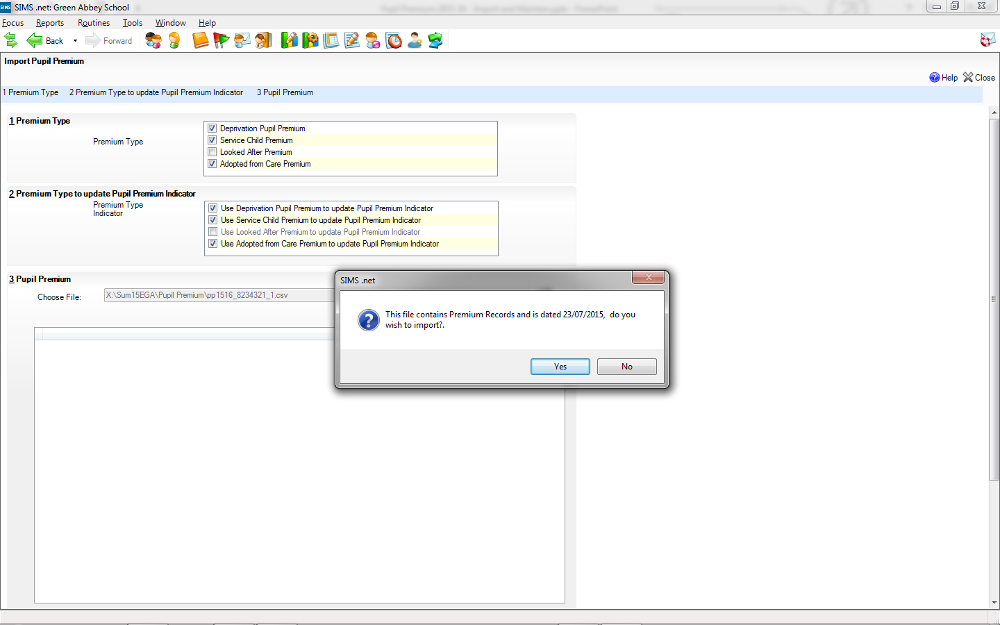 SIMS SIMS .net: Green Abbey School
Focus Reports Routines Tools Window Help
Back Forward
Import Pupil Premium
Help Close
1 Premium Type 2 Premium Type to update Pupil Premium Indicator 3 Pupil Premium
1 Premium Type
Premium Type
Deprivation Pupil Premium
Service Child Premium
Looked After Premium
Adopted from Care Premium
2 Premium Type to update Pupil Premium Indicator
Premium Type
Indicator
Use Deprivation Pupil Premium to update Pupil Premium Indicator
Use Service Child Premium to update Pupil Premium Indicator
Use Looked After Premium to update Pupil Premium Indicator
Use Adopted from Care Premium to update Pupil Premium Indicator
3 Pupil Premium
Choose File:
X:\Sum15EGA\Pupil Premium\pp1516_8234321_1.csv
SIMS .net
This file contains Premium Records and is dated 23/07/2015, do you
wish to import?.
Yes No